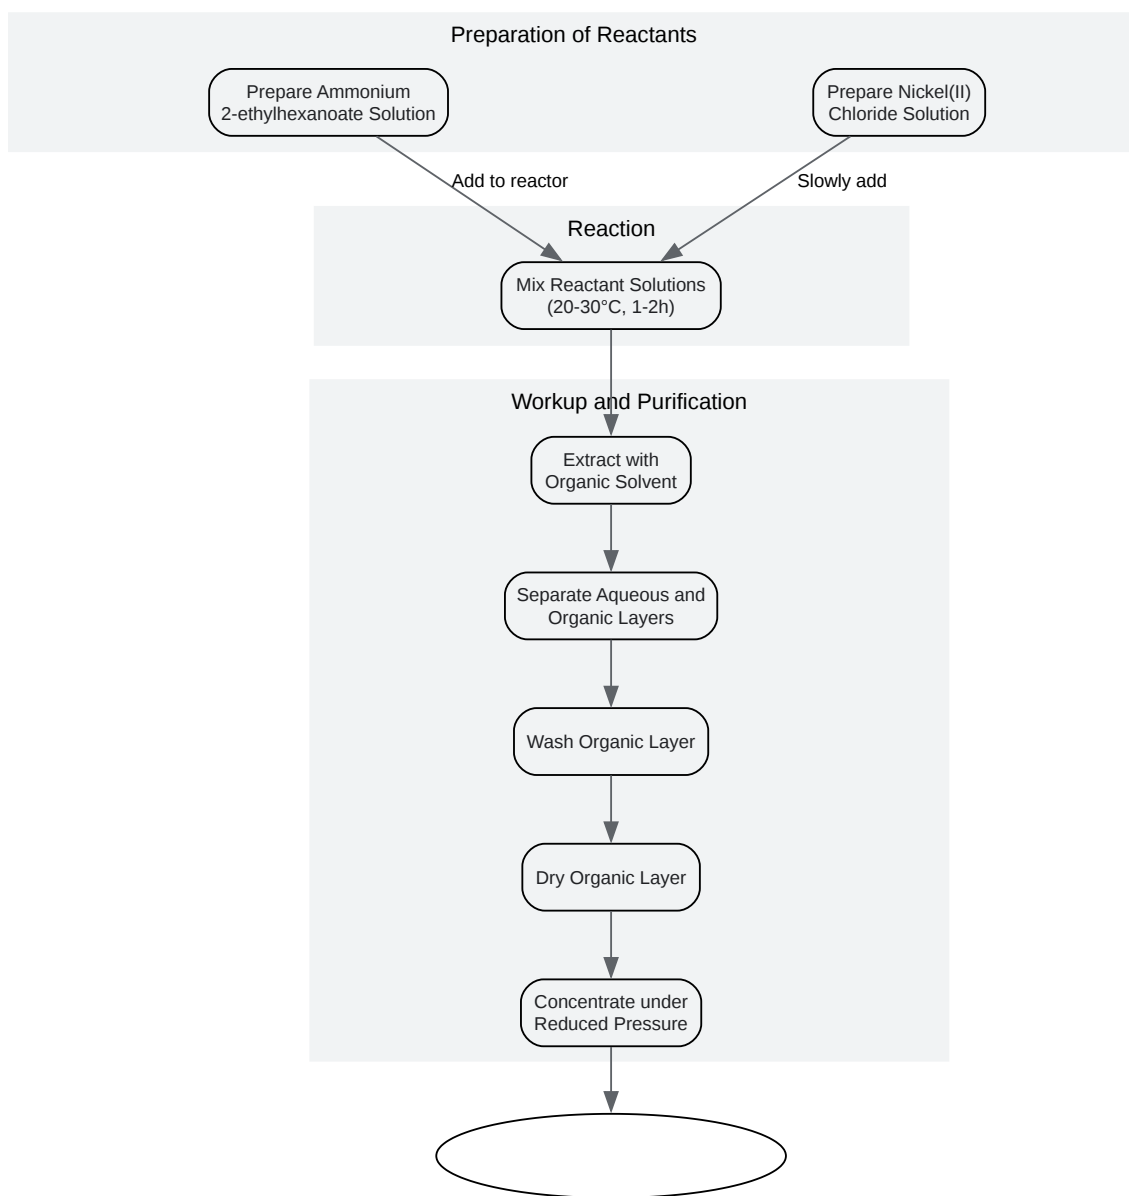 Preparation of Reactants
Prepare Ammonium
2-ethylhexanoate Solution
Prepare Nickel(II)
Chloride Solution
Add to reactor
Slowly add
Reaction
Mix Reactant Solutions
(20-30°C, 1-2h)
Workup and Purification
Extract with
Organic Solvent
Separate Aqueous and
Organic Layers
Wash Organic Layer
Dry Organic Layer
Concentrate under
Reduced Pressure